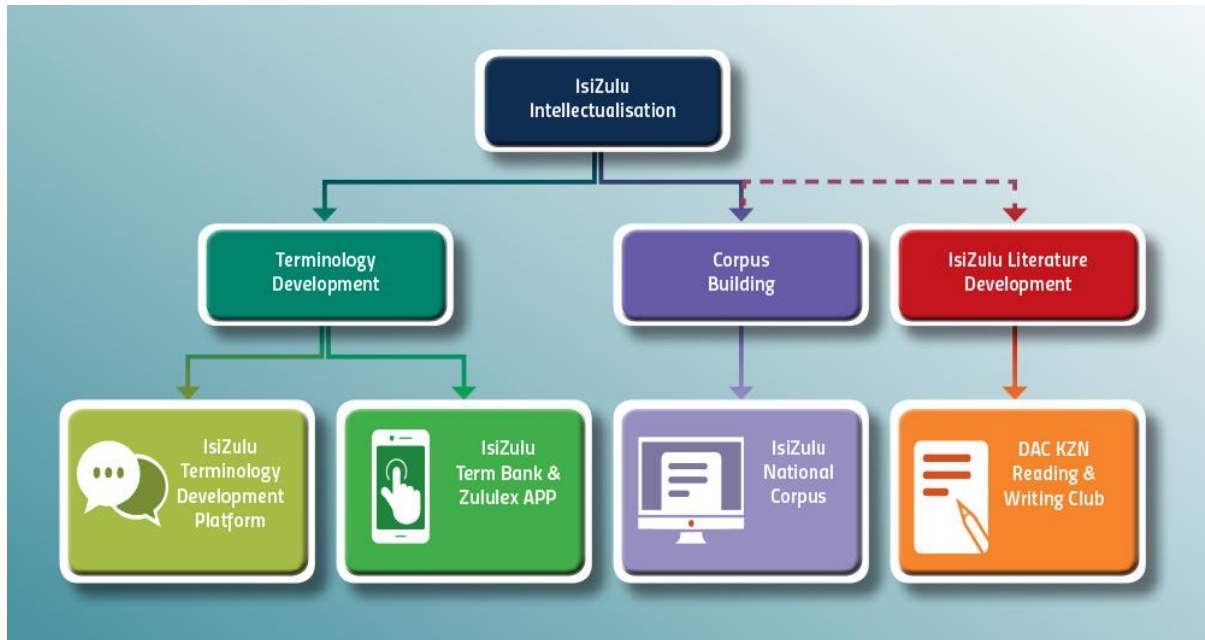 IsiZulu
Intellectualisation
Terminology
Development
Corpus
Building
IsiZulu Literature
Development
IsiZulu
Terminology
Development
Platform
IsiZulu
Term Bank &
Zululex APP
IsiZulu
National
Corpus
DAC KZN
Reading &
Writing Club